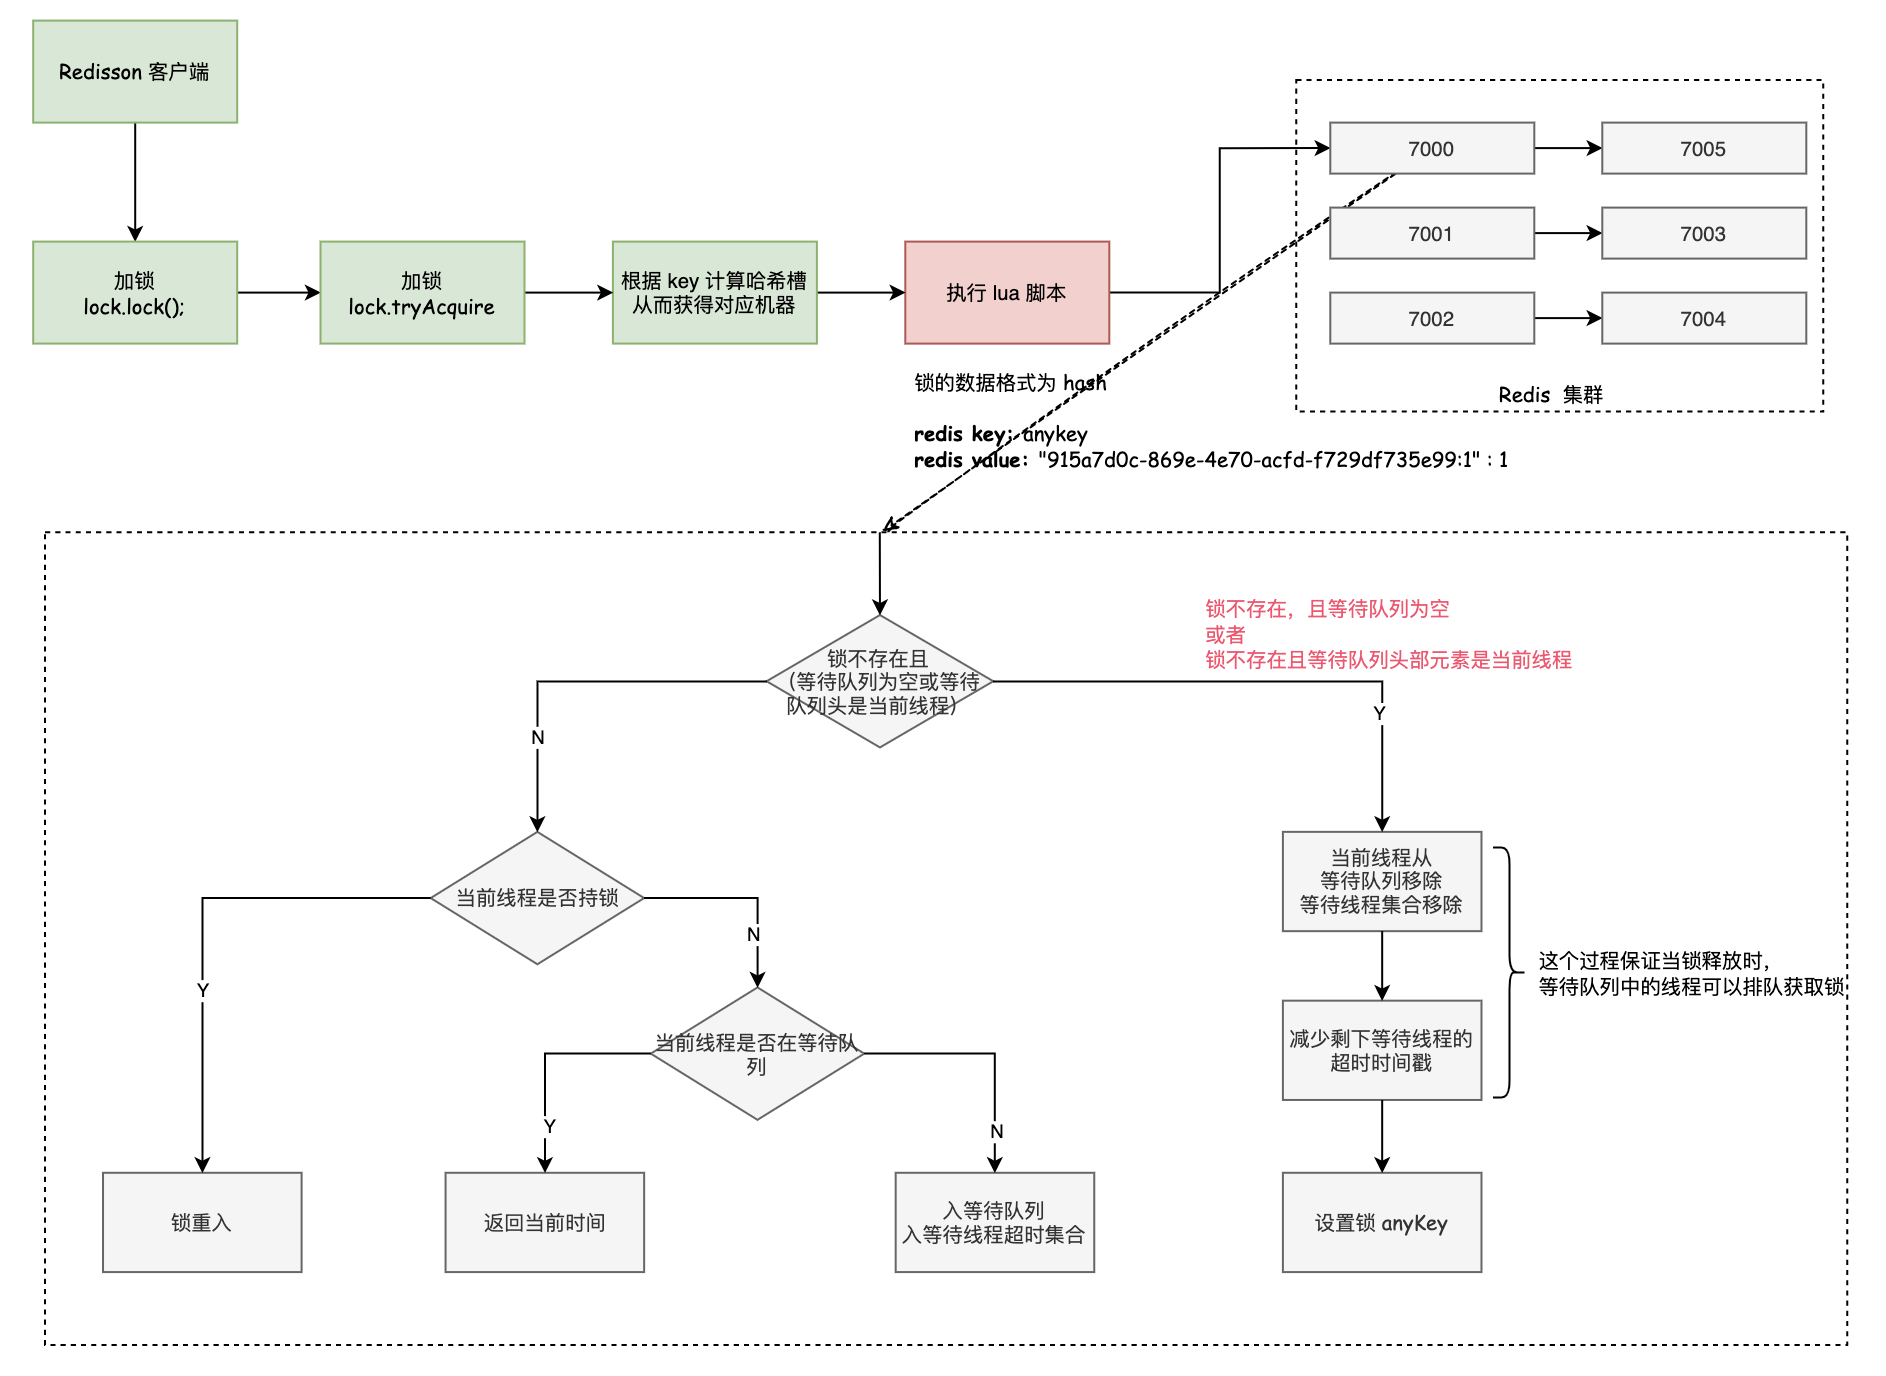 Redisson 客户端
加锁
lock.lock();
加锁
lock.tryAcquire
根据 key 计算哈希槽
从而获得对应机器
执行 lua 脚本
7000
7005
7001
7003
7002
7004
Redis 集群
锁的数据格式为 hash
redis key: anykey
redis value: "915a7d0c-869e-4e70-acfd-f729df735e99:1" : 1
锁不存在，且等待队列为空
或者
锁不存在且等待队列头部元素是当前线程
锁不存在且
（等待队列为空或等待
队列头是当前线程）
N
Y
当前线程是否持锁
当前线程从
等待队列移除
等待线程集合移除
Y
N
这个过程保证当锁释放时，
等待队列中的线程可以排队获取锁
当前线程是否在等待队
列
减少剩下等待线程的
超时时间戳
Y
N
锁重入
返回当前时间
入等待队列
入等待线程超时集合
设置锁 anyKey